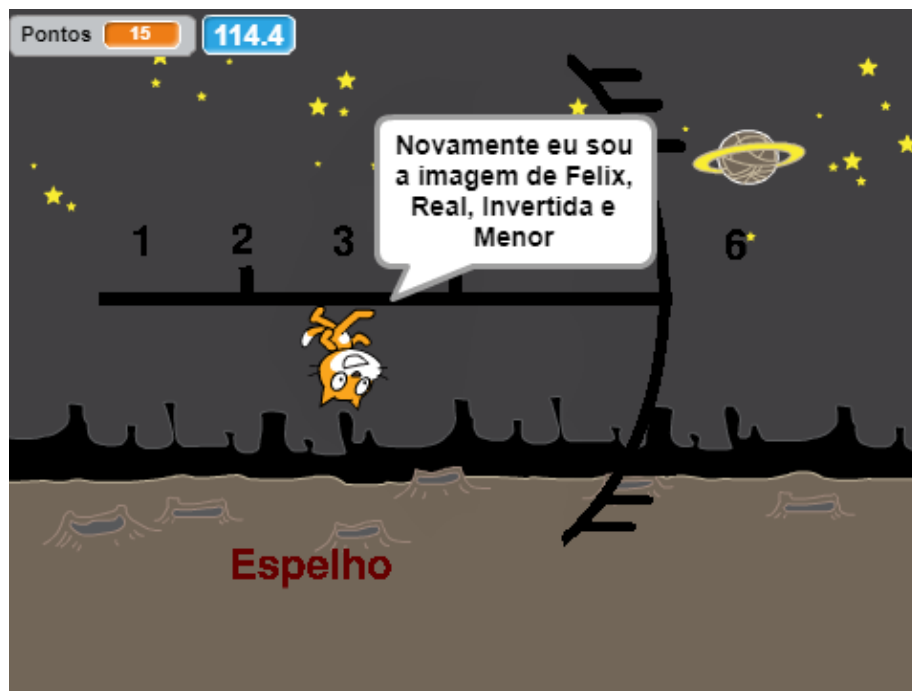 Pontos 15 114.4
Novamente eu sou
a imagem de Felix,
Real, Invertida e
Menor
1 2 3 6
Espelho